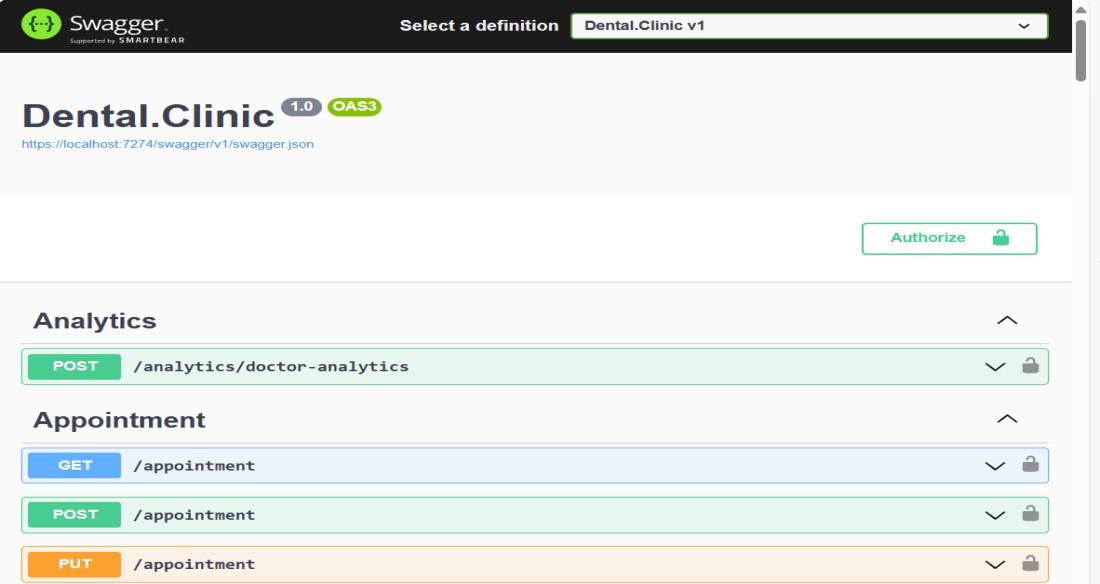 {···} Swagger
Supported by SMARTBEAR
Select a definition
Dental.Clinic v1
Dental.Clinic 1.0 OAS3
https://localhost:7274/swagger/v1/swagger.json
Authorize
Analytics
POST /analytics/doctor-analytics
Appointment
GET /appointment
POST /appointment
PUT /appointment